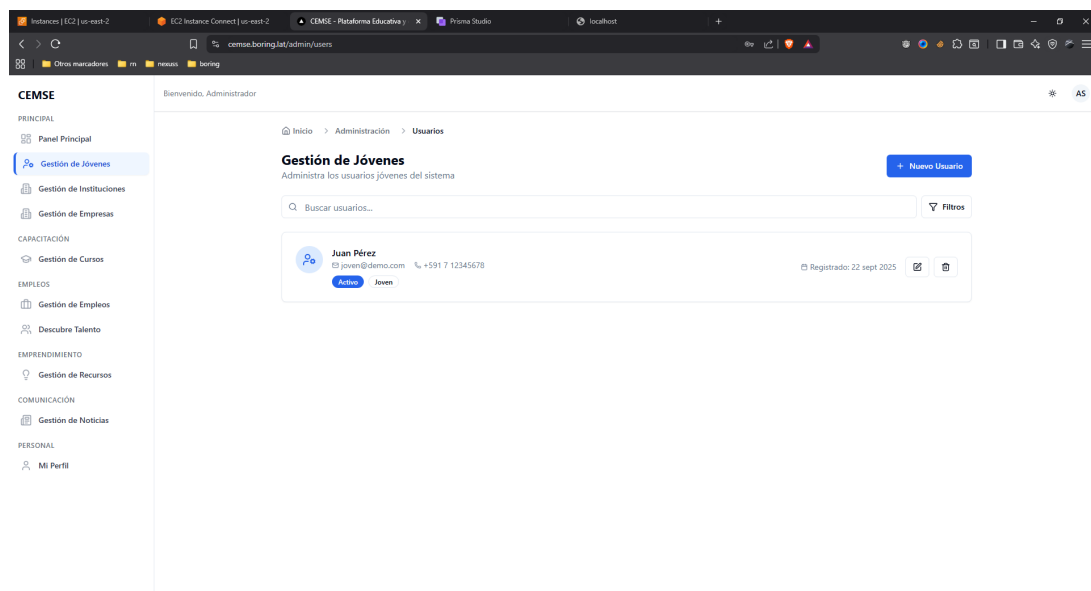 Instances | EC2 | us-east-2
EC2 Instance Connect | us-east-2
CEMSE - Plataforma Educativa y
Prisma Studio
localhost
cemse.boring.lat/admin/users
Otros marcadores
m
nexuss
boring
CEMSE
Bienvenido, Administrador
AS
PRINCIPAL
Panel Principal
Gestión de Jóvenes
Gestión de Instituciones
Gestión de Empresas
CAPACITACIÓN
Gestión de Cursos
EMPLEOS
Gestión de Empleos
Descubre Talento
EMPRENDIMIENTO
Gestión de Recursos
COMUNICACIÓN
Gestión de Noticias
PERSONAL
Mi Perfil
Inicio > Administración > Usuarios
Gestión de Jóvenes
Administra los usuarios jóvenes del sistema
+ Nuevo Usuario
Buscar usuarios...
Filtros
Juan Pérez
joven@demo.com +591 7 12345678
Activo Joven
Registrado: 22 sept 2025